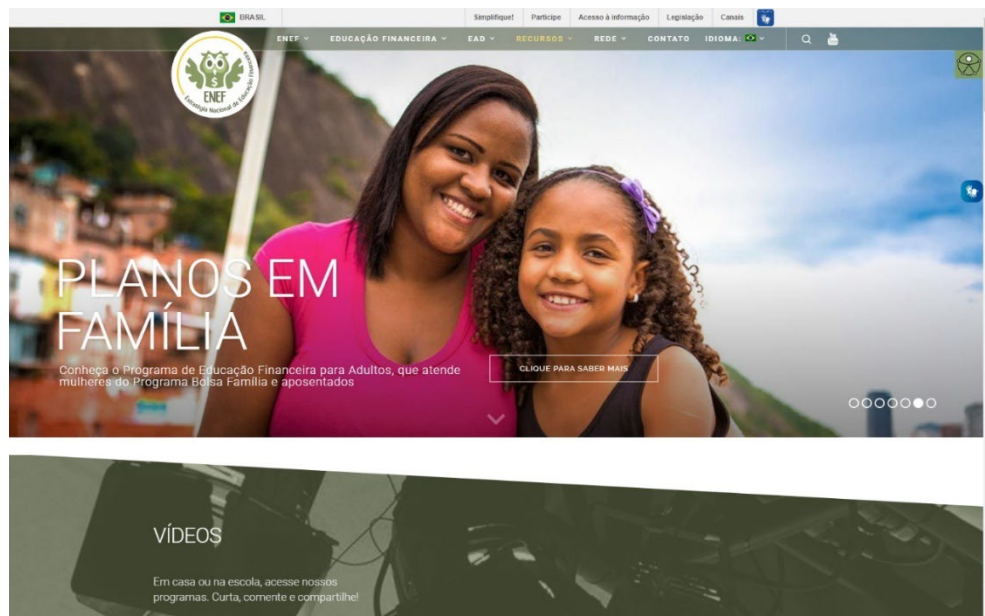 BRASIL Simplifique! Participe Acesso à informação Legislação Canais
ENEF EDUCAÇÃO FINANCEIRA EAD RECURSOS REDE CONTATO IDIOMA:
ENEF
Estratégia Nacional de Educação Financeira
PLANOS EM
FAMÍLIA
Conheça o Programa de Educação Financeira para Adultos, que atende
mulheres do Programa Bolsa Família e aposentados
CLIQUE PARA SABER MAIS
VÍDEOS
Em casa ou na escola, acesse nossos
programas. Curta, comente e compartilhe!